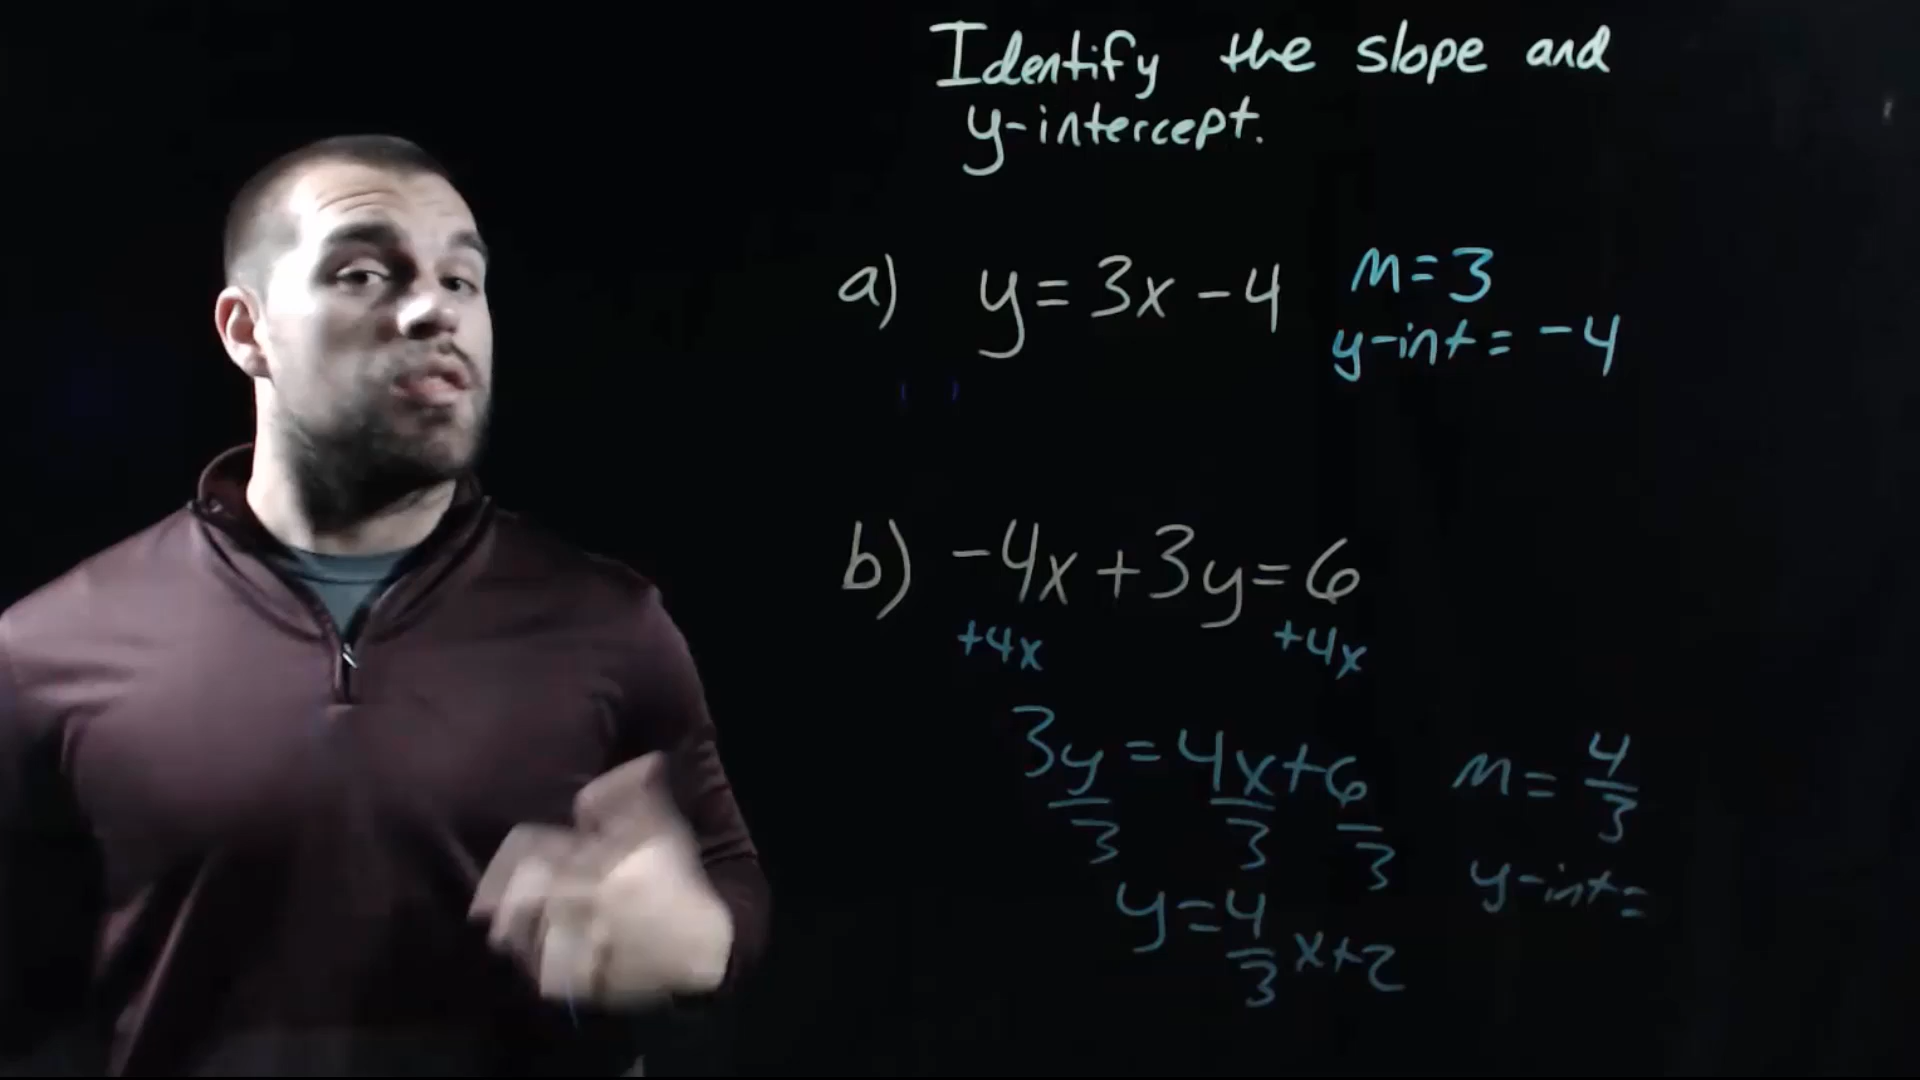 Identify the slope and
y-intercept.
a) y = 3x - 4
m = 3
y-int = -4
b) -4x + 3y = 6
+4x +4x
3y = 4x + 6
3 3 3
y = 4/3 x + 2
m = 4/3
y-int =